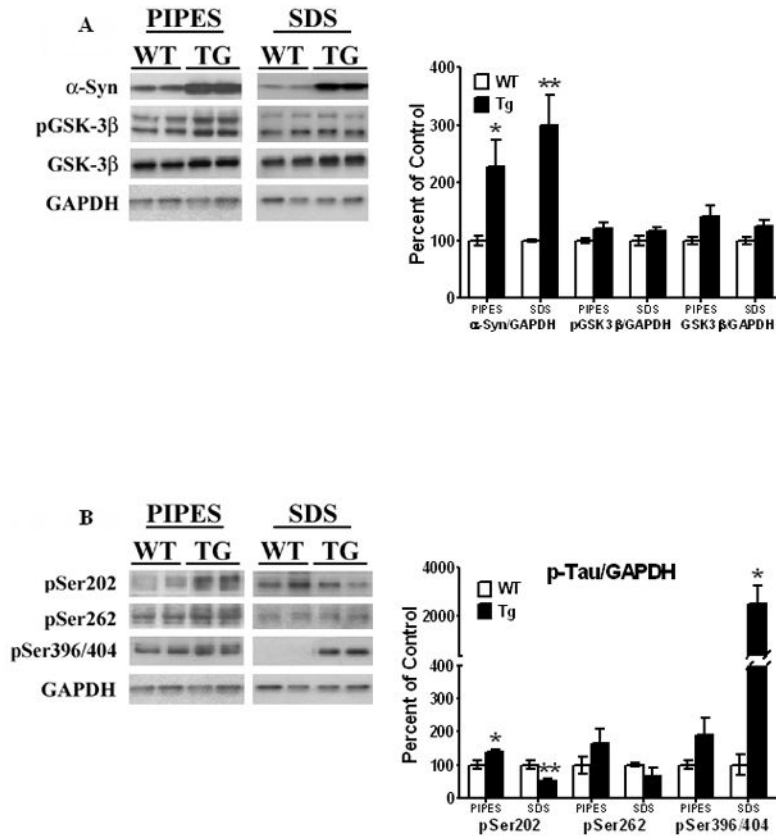 A
PIPES SDS
WT TG WT TG
α-Syn
pGSK-3β
GSK-3β
GAPDH
Percent of Control
400
300
200
100
0
WT
Tg
*
**
PIPES SDS PIPES SDS PIPES SDS
α-Syn/GAPDH pGSK3β/GAPDH GSK3β/GAPDH
B
PIPES SDS
WT TG WT TG
pSer202
pSer262
pSer396/404
GAPDH
p-Tau/GAPDH
Percent of Control
4000
2000
400
300
200
100
0
WT
Tg
*
**
*
PIPES SDS PIPES SDS PIPES SDS
pSer202 pSer262 pSer396/404